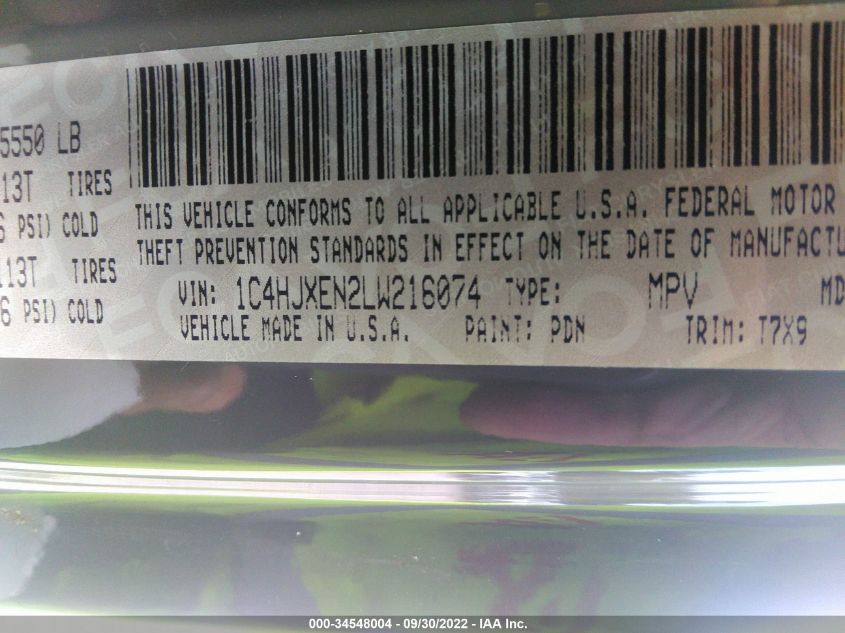 5550 LB
13T TIRES
6 PSI) COLD
113T TIRES
6 PSI) COLD
THIS VEHICLE CONFORMS TO ALL APPLICABLE U.S.A. FEDERAL MOTOR
THEFT PREVENTION STANDARDS IN EFFECT ON THE DATE OF MANUFACTU
VIN: 1C4HJXEN2LW216074 TYPE: MPV MD
VEHICLE MADE IN U.S.A. PAINT: PDN TRIM: T7X9
000-34548004 - 09/30/2022 - IAA Inc.